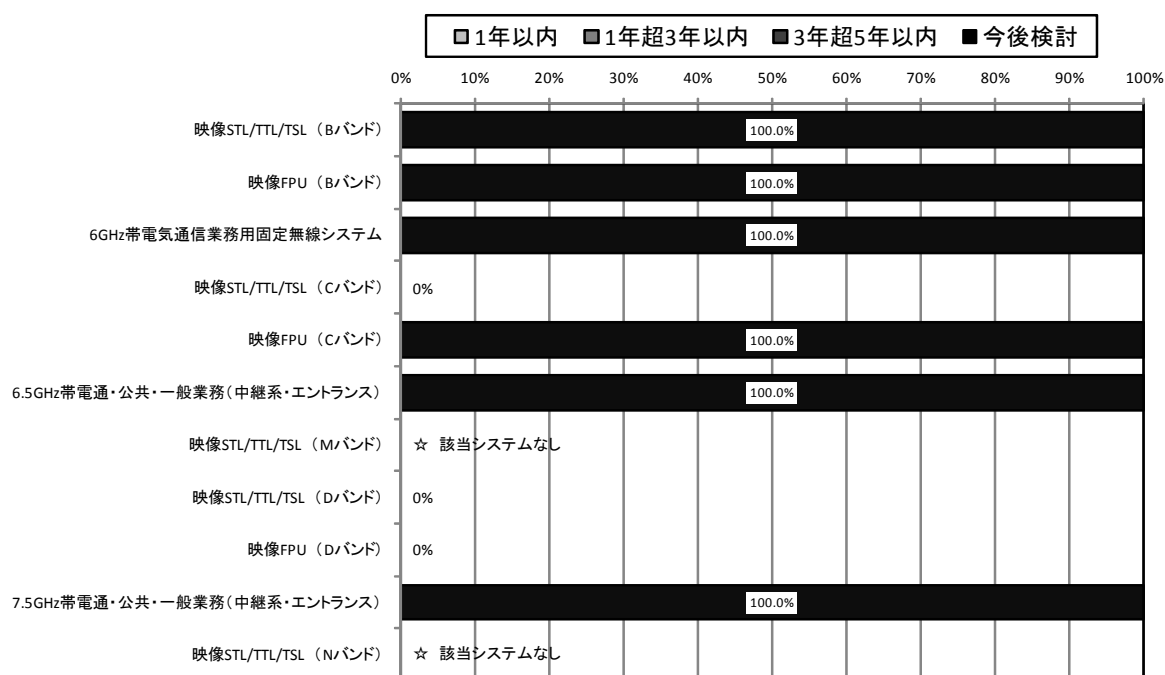 1年以内 1年超3年以内 3年超5年以内 今後検討
0% 10% 20% 30% 40% 50% 60% 70% 80% 90% 100%
映像STL/TTL/TSL（Bバンド） 100.0%
映像FPU（Bバンド） 100.0%
6GHz帯電気通信業務用固定無線システム 100.0%
映像STL/TTL/TSL（Cバンド） 0%
映像FPU（Cバンド） 100.0%
6.5GHz帯電通・公共・一般業務（中継系・エントランス） 100.0%
映像STL/TTL/TSL（Mバンド） ☆ 該当システムなし
映像STL/TTL/TSL（Dバンド） 0%
映像FPU（Dバンド） 0%
7.5GHz帯電通・公共・一般業務（中継系・エントランス） 100.0%
映像STL/TTL/TSL（Nバンド） ☆ 該当システムなし